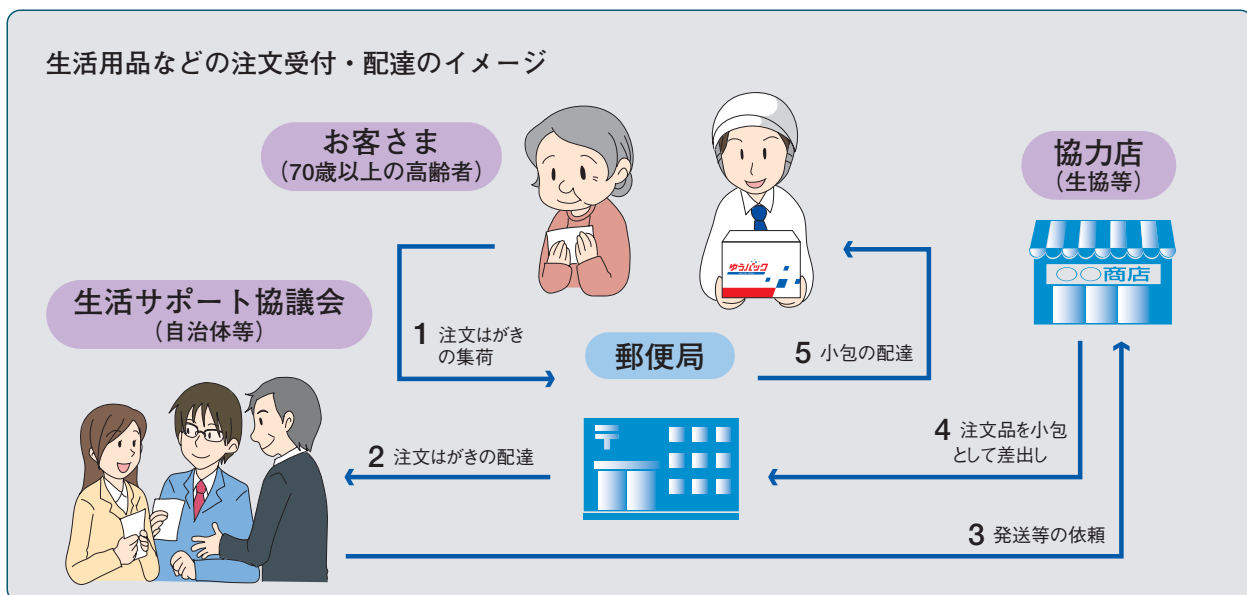 生活用品などの注文受付・配達のイメージ
お客さま
(70歳以上の高齢者)
協力店
(生協等)
ゆうパック
〇〇商店
生活サポート協議会
(自治体等)
1 注文はがき
の集荷
郵便局
5 小包の配達
〒
2 注文はがきの配達
4 注文品を小包
として差出し
3 発送等の依頼